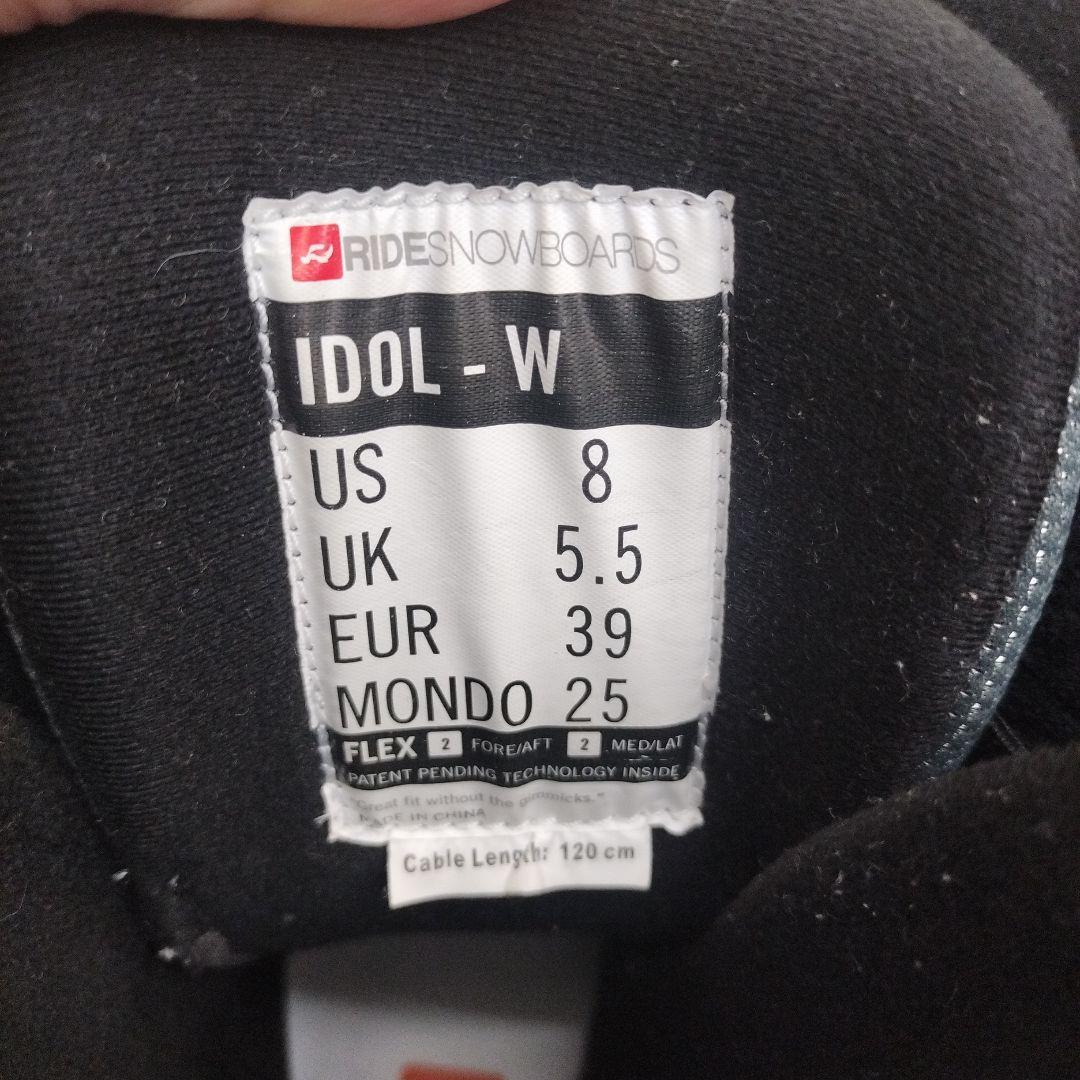 RIDESNOWBOARDS
IDOL - W
US 8
UK 5.5
EUR 39
MONDO 25
FLEX 2 FORE/AFT 2 MED/LAT
PATENT PENDING TECHNOLOGY INSIDE
"Great fit without the gimmicks."
MADE IN CHINA
Cable Length: 120 cm